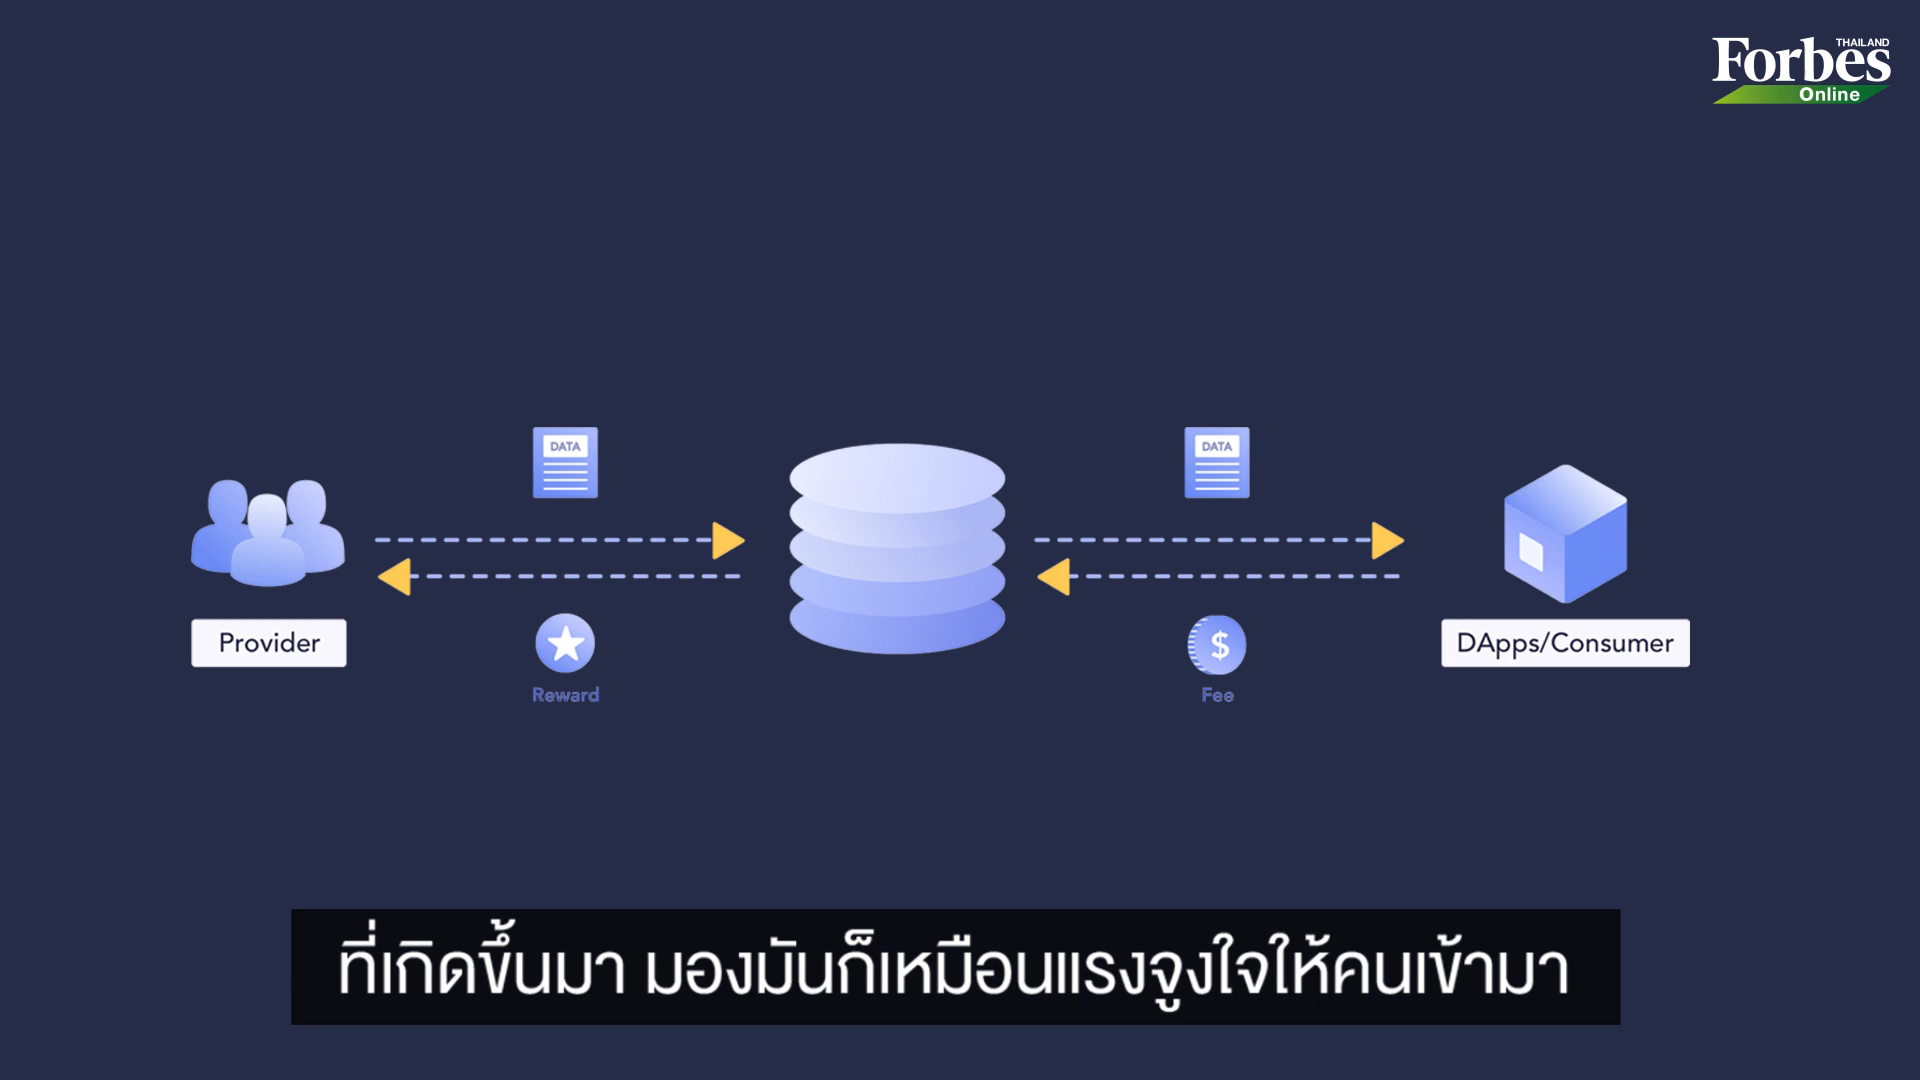 THAILAND
Forbes
Online
DATA
DATA
$
Provider
DApps/Consumer
Reward
Fee
ที่เกิดขึ้นมา มองมันก็เหมือนแรงจูงใจให้คนเข้ามา